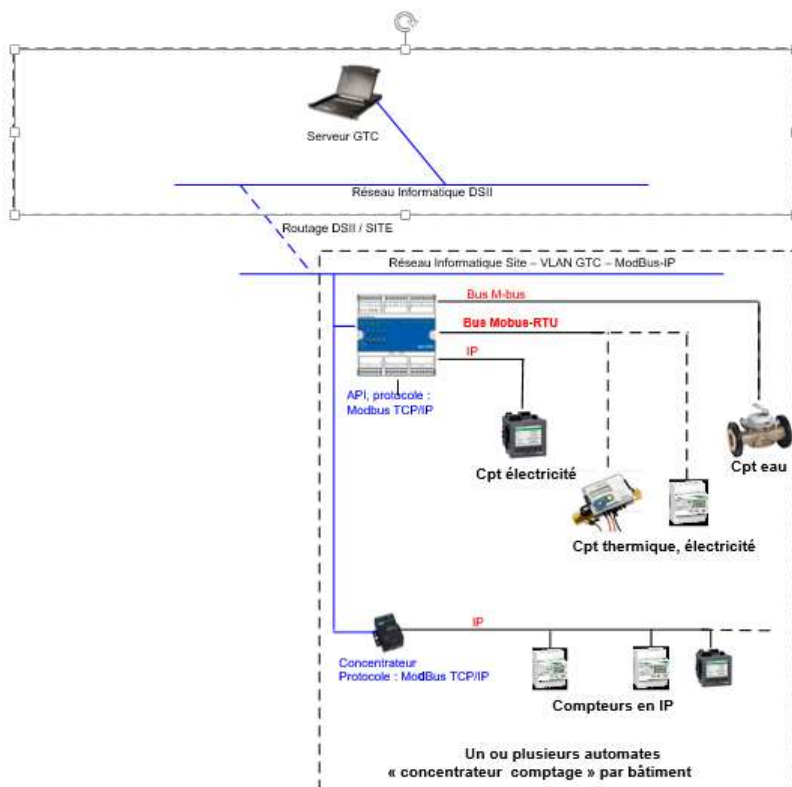 Serveur GTC
Réseau Informatique DSII
Routage DSII / SITE
Réseau Informatique Site – VLAN GTC – ModBus-IP
Bus M-bus
Bus Mobus-RTU
IP
API, protocole :
Modbus TCP/IP
Cpt électricité
Cpt eau
Cpt thermique, électricité
IP
Concentrateur
Protocole : ModBus TCP/IP
Compteurs en IP
Un ou plusieurs automates
« concentrateur comptage » par bâtiment